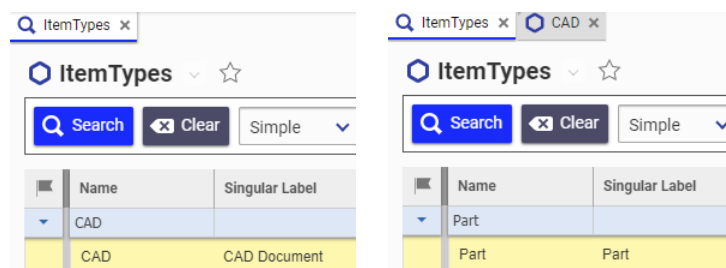 ItemTypes
ItemTypes
Search Clear Simple
Name Singular Label
CAD
CAD CAD Document
ItemTypes CAD
ItemTypes
Search Clear Simple
Name Singular Label
Part
Part Part